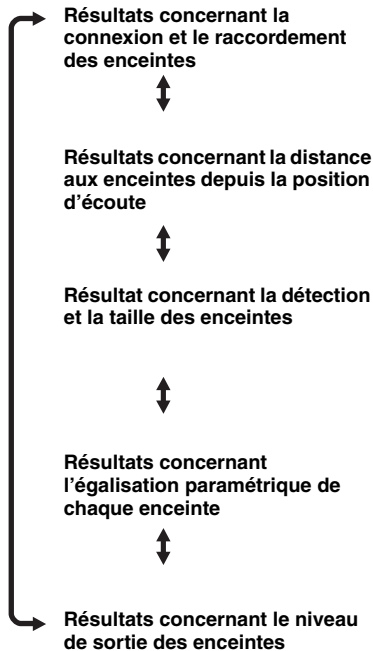 Résultats concernant la
connexion et le raccordement
des enceintes
Résultats concernant la distance
aux enceintes depuis la position
d'écoute
Résultat concernant la détection
et la taille des enceintes
Résultats concernant
l'égalisation paramétrique de
chaque enceinte
Résultats concernant le niveau
de sortie des enceintes